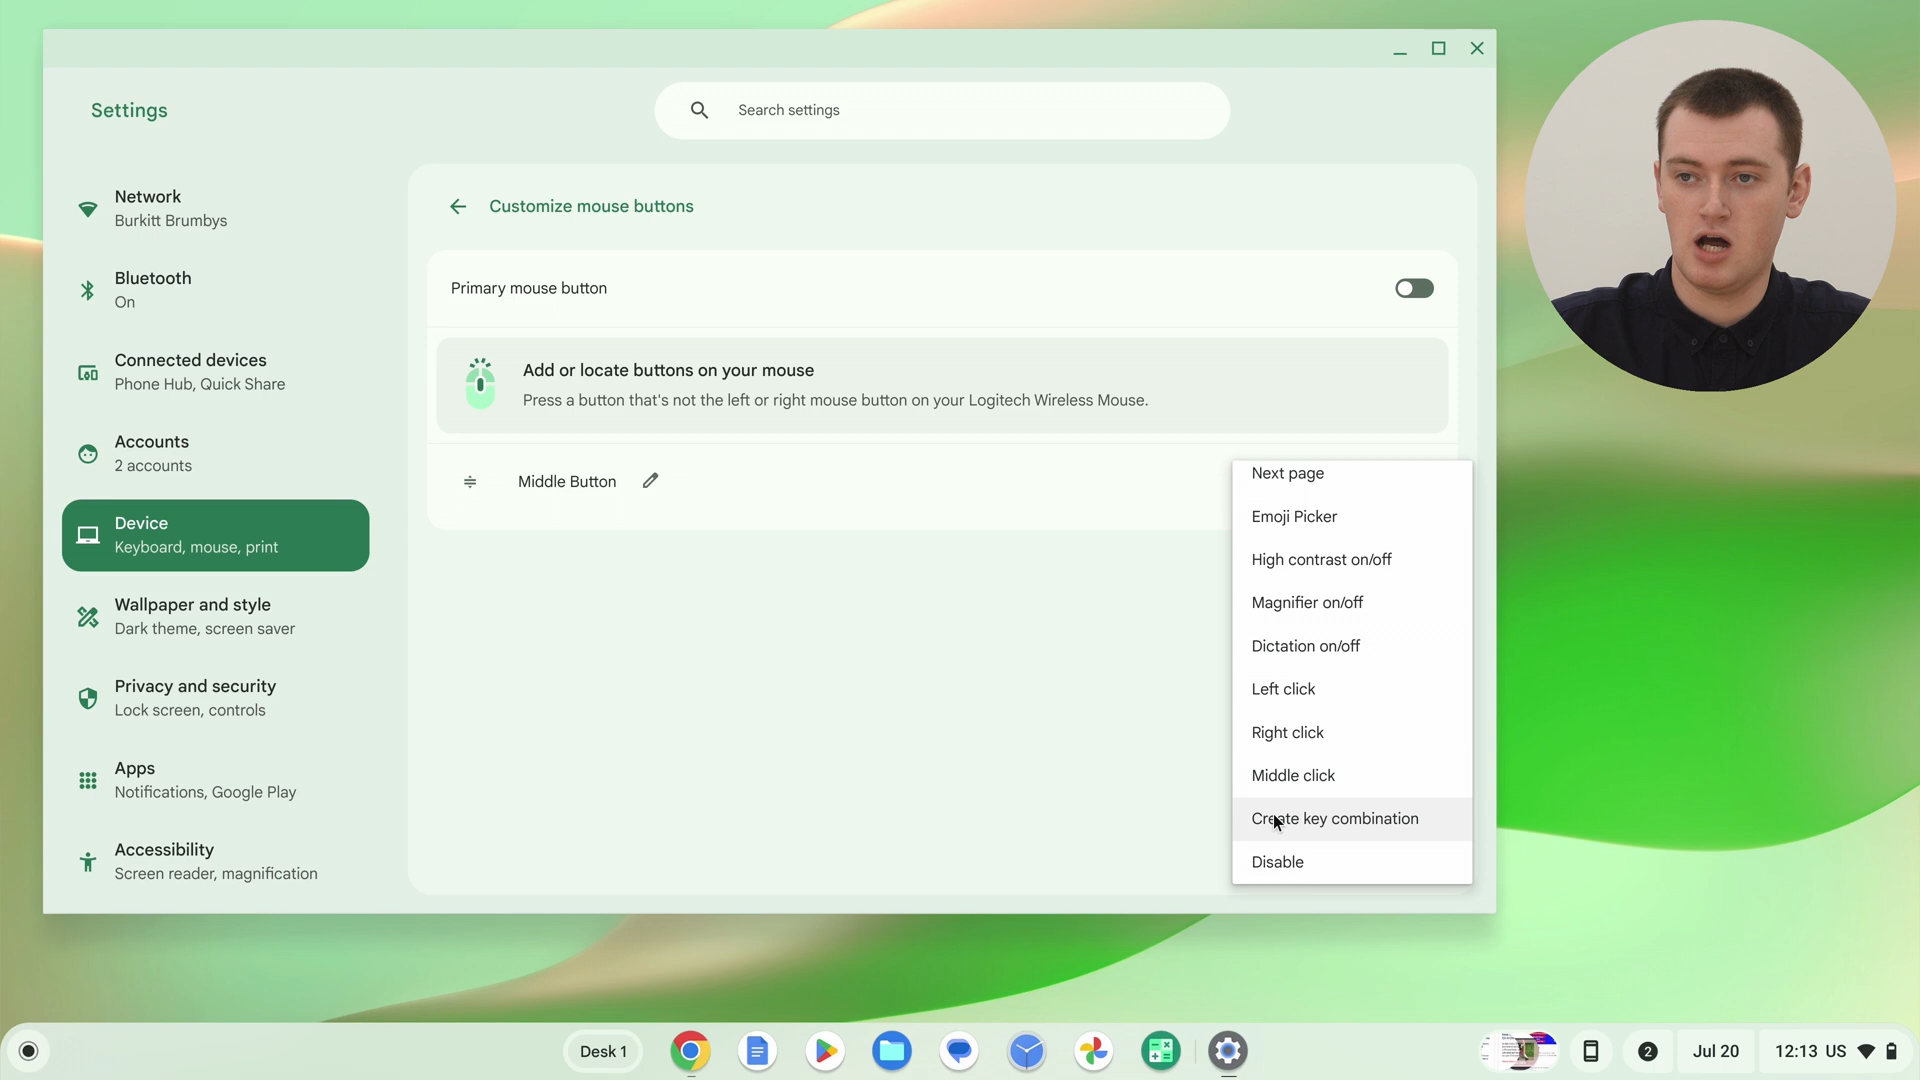 Settings
Search settings
Network
Burkitt Brumbys
Bluetooth
On
Connected devices
Phone Hub, Quick Share
Accounts
2 accounts
Device
Keyboard, mouse, print
Wallpaper and style
Dark theme, screen saver
Privacy and security
Lock screen, controls
Apps
Notifications, Google Play
Accessibility
Screen reader, magnification
Customize mouse buttons
Primary mouse button
Add or locate buttons on your mouse
Press a button that's not the left or right mouse button on your Logitech Wireless Mouse.
Middle Button
Next page
Emoji Picker
High contrast on/off
Magnifier on/off
Dictation on/off
Left click
Right click
Middle click
Create key combination
Disable
Desk 1
2
Jul 20
12:13 US